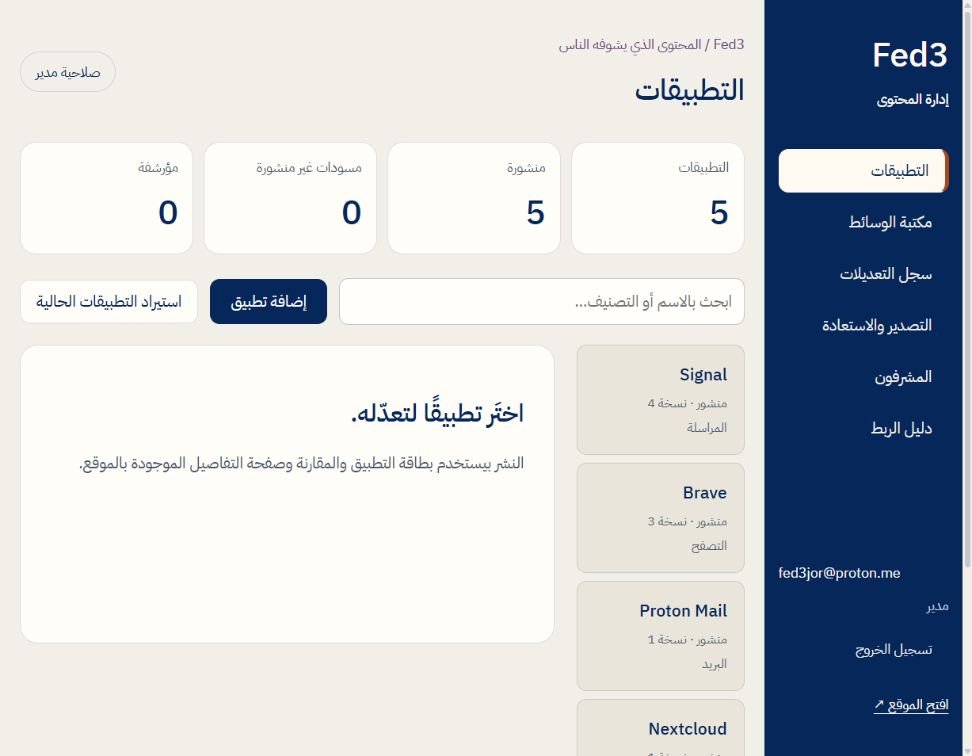 Fed3
إدارة المحتوى
التطبيقات
مكتبة الوسائط
سجل التعديلات
التصدير والاستعادة
المشرفون
دليل الربط
fed3jor@proton.me
مدير
تسجيل الخروج
افتح الموقع ↗
Fed3 / المحتوى الذي يشوفه الناس
التطبيقات
صلاحية مدير
التطبيقات
5
منشورة
5
مسودات غير منشورة
0
مؤرشفة
0
ابحث بالاسم أو التصنيف...
إضافة تطبيق
استيراد التطبيقات الحالية
Signal
منشور · نسخة 4
المراسلة
Brave
منشور · نسخة 3
التصفح
Proton Mail
منشور · نسخة 1
البريد
Nextcloud
اختَر تطبيقًا لتعدّله.
النشر بيستخدم بطاقة التطبيق والمقارنة وصفحة التفاصيل الموجودة بالموقع.